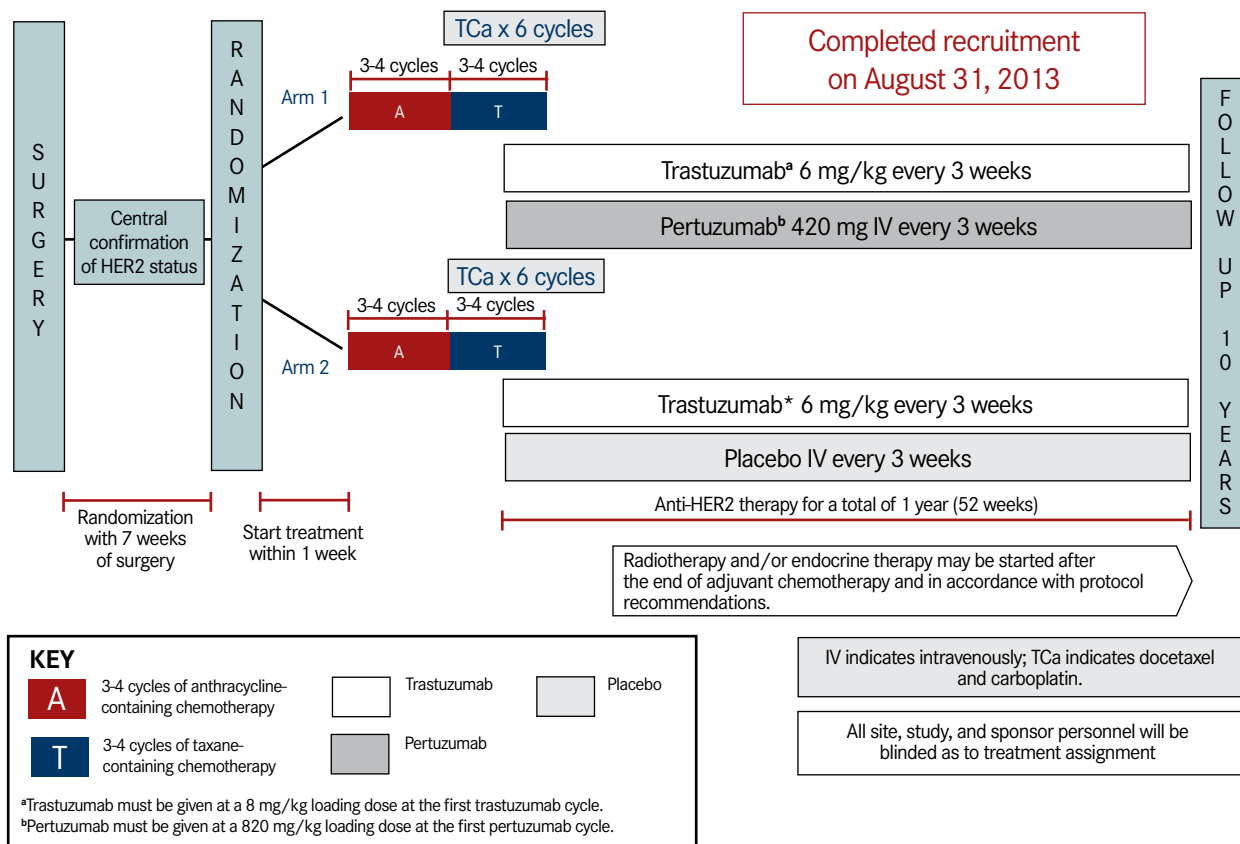 SURGERY
Central
confirmation
of HER2 status
RANDOMIZATION
Arm 1
TCa x 6 cycles
3-4 cycles
3-4 cycles
A
T
Completed recruitment
on August 31, 2013
Trastuzumabᵃ 6 mg/kg every 3 weeks
Pertuzumabᵇ 420 mg IV every 3 weeks
TCa x 6 cycles
3-4 cycles
3-4 cycles
A
T
Arm 2
Trastuzumab* 6 mg/kg every 3 weeks
Placebo IV every 3 weeks
FOLLOW UP 10 YEARS
Randomization
with 7 weeks
of surgery
Start treatment
within 1 week
Anti-HER2 therapy for a total of 1 year (52 weeks)
Radiotherapy and/or endocrine therapy may be started after
the end of adjuvant chemotherapy and in accordance with protocol
recommendations.
KEY
A
3-4 cycles of anthracycline-
containing chemotherapy
T
3-4 cycles of taxane-
containing chemotherapy
Trastuzumab
Pertuzumab
Placebo
ᵃTrastuzumab must be given at a 8 mg/kg loading dose at the first trastuzumab cycle.
ᵇPertuzumab must be given at a 820 mg/kg loading dose at the first pertuzumab cycle.
IV indicates intravenously; TCa indicates docetaxel
and carboplatin.
All site, study, and sponsor personnel will be
blinded as to treatment assignment